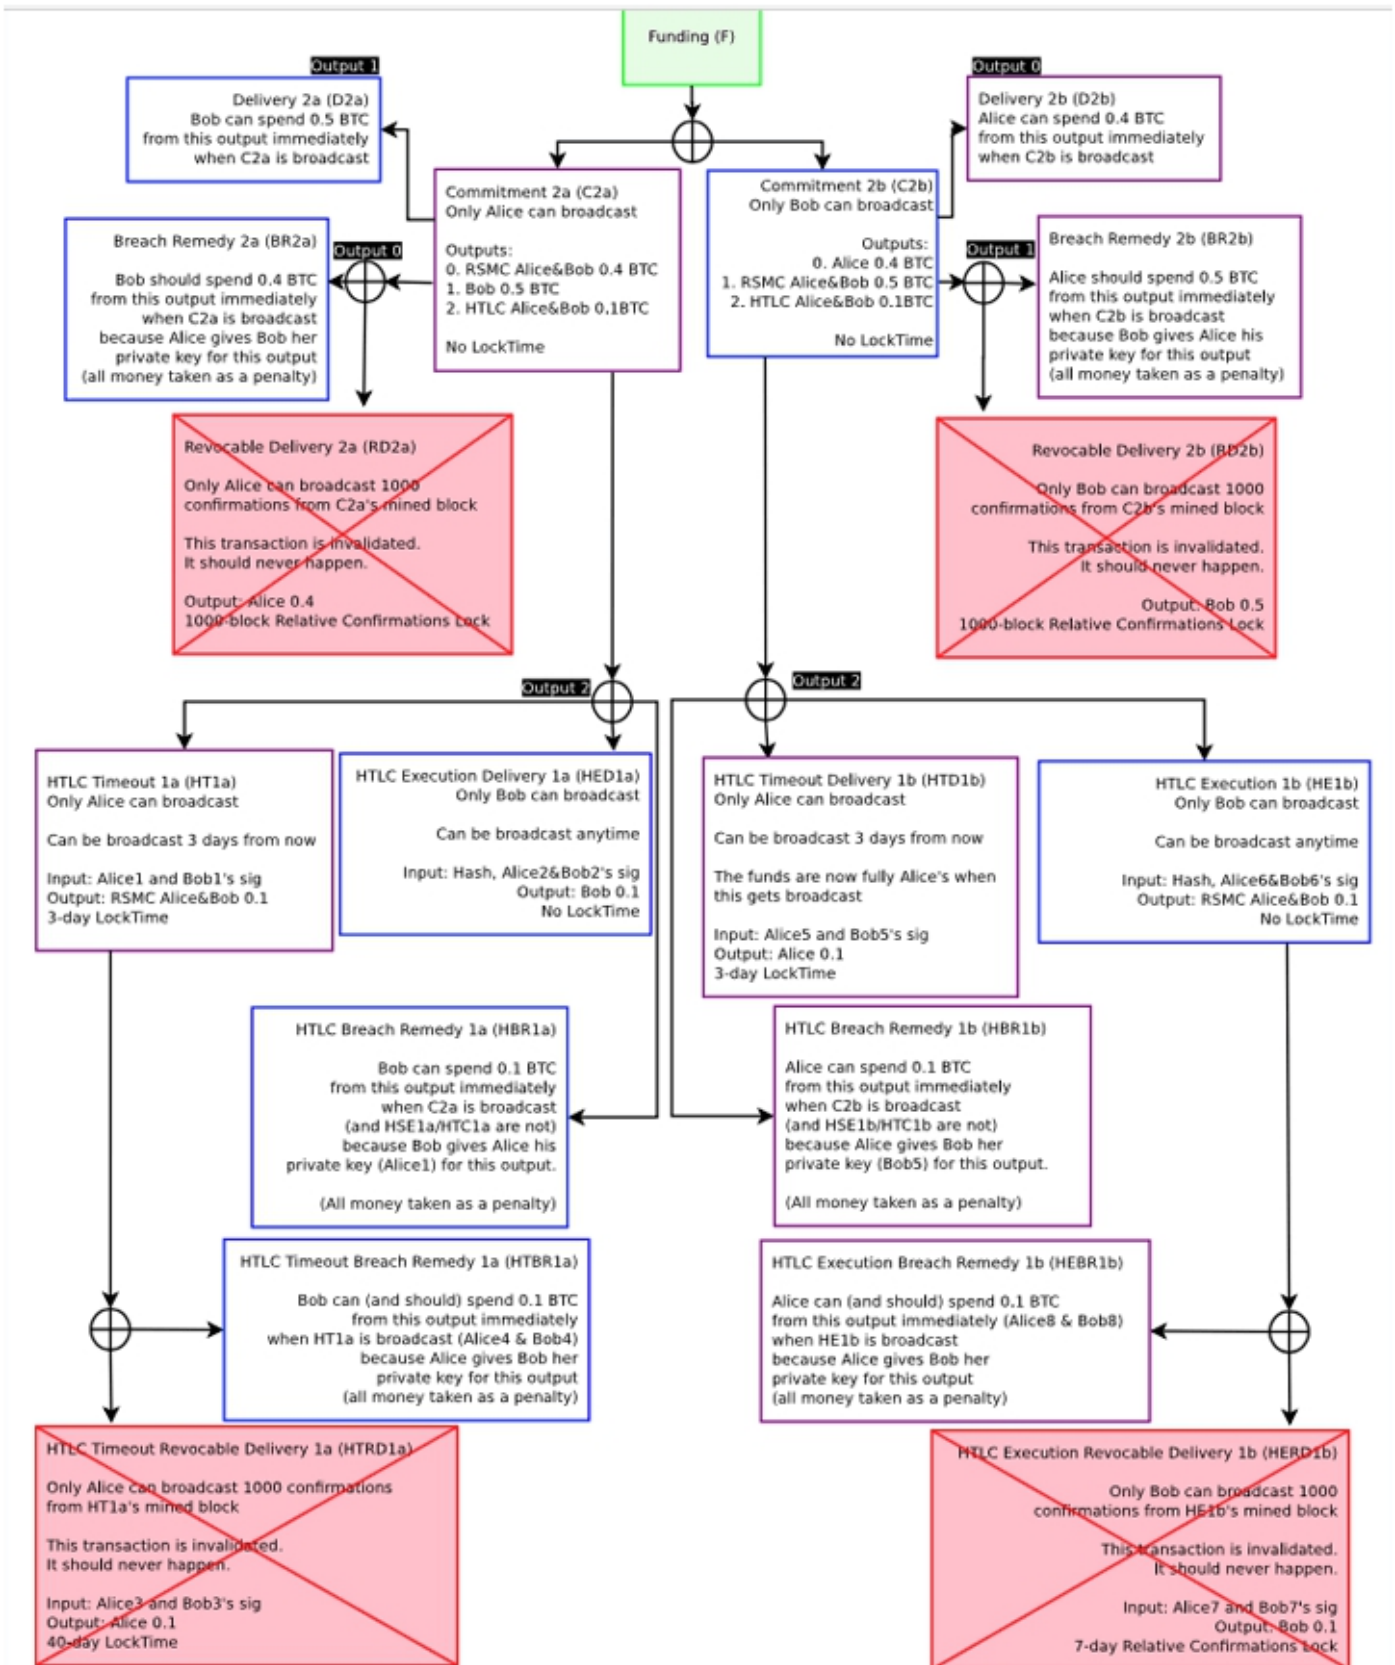 Funding (F)
Output 1
Delivery 2a (D2a)
Bob can spend 0.5 BTC
from this output immediately
when C2a is broadcast
Output 0
Delivery 2b (D2b)
Alice can spend 0.4 BTC
from this output immediately
when C2b is broadcast
Commitment 2a (C2a)
Only Alice can broadcast
Outputs:
0. RSMC Alice&Bob 0.4 BTC
1. Bob 0.5 BTC
2. HTLC Alice&Bob 0.1BTC
No LockTime
Commitment 2b (C2b)
Only Bob can broadcast
Outputs:
0. Alice 0.4 BTC
1. RSMC Alice&Bob 0.5 BTC
2. HTLC Alice&Bob 0.1BTC
No LockTime
Breach Remedy 2a (BR2a)
Bob should spend 0.4 BTC
from this output immediately
when C2a is broadcast
because Alice gives Bob her
private key for this output
(all money taken as a penalty)
Output 0
Output 1
Breach Remedy 2b (BR2b)
Alice should spend 0.5 BTC
from this output immediately
when C2b is broadcast
because Bob gives Alice his
private key for this output
(all money taken as a penalty)
Revocable Delivery 2a (RD2a)
Only Alice can broadcast 1000
confirmations from C2a's mined block
This transaction is invalidated.
It should never happen.
Output: Alice 0.4
1000-block Relative Confirmations Lock
Revocable Delivery 2b (RD2b)
Only Bob can broadcast 1000
confirmations from C2b's mined block
This transaction is invalidated.
It should never happen.
Output: Bob 0.5
1000-block Relative Confirmations Lock
Output 2
Output 2
HTLC Timeout 1a (HT1a)
Only Alice can broadcast
Can be broadcast 3 days from now
Input: Alice1 and Bob1's sig
Output: RSMC Alice&Bob 0.1
3-day LockTime
HTLC Execution Delivery 1a (HED1a)
Only Bob can broadcast
Can be broadcast anytime
Input: Hash, Alice2&Bob2's sig
Output: Bob 0.1
No LockTime
HTLC Timeout Delivery 1b (HTD1b)
Only Alice can broadcast
Can be broadcast 3 days from now
The funds are now fully Alice's when
this gets broadcast
Input: Alice5 and Bob5's sig
Output: Alice 0.1
3-day LockTime
HTLC Execution 1b (HE1b)
Only Bob can broadcast
Can be broadcast anytime
Input: Hash, Alice6&Bob6's sig
Output: RSMC Alice&Bob 0.1
No LockTime
HTLC Breach Remedy 1a (HBR1a)
Bob can spend 0.1 BTC
from this output immediately
when C2a is broadcast
(and HSE1a/HTC1a are not)
because Bob gives Alice his
private key (Alice1) for this output.
(All money taken as a penalty)
HTLC Breach Remedy 1b (HBR1b)
Alice can spend 0.1 BTC
from this output immediately
when C2b is broadcast
(and HSE1b/HTC1b are not)
because Alice gives Bob her
private key (Bob5) for this output.
(All money taken as a penalty)
HTLC Timeout Breach Remedy 1a (HTBR1a)
Bob can (and should) spend 0.1 BTC
from this output immediately
when HT1a is broadcast (Alice4 & Bob4)
because Alice gives Bob her
private key for this output
(all money taken as a penalty)
HTLC Execution Breach Remedy 1b (HEBR1b)
Alice can (and should) spend 0.1 BTC
from this output immediately (Alice8 & Bob8)
when HE1b is broadcast
because Alice gives Bob her
private key for this output
(all money taken as a penalty)
HTLC Timeout Revocable Delivery 1a (HTRD1a)
Only Alice can broadcast 1000 confirmations
from HT1a's mined block
This transaction is invalidated.
It should never happen.
Input: Alice3 and Bob3's sig
Output: Alice 0.1
40-day LockTime
HTLC Execution Revocable Delivery 1b (HERD1b)
Only Bob can broadcast 1000
confirmations from HE1b's mined block
This transaction is invalidated.
It should never happen.
Input: Alice7 and Bob7's sig
Output: Bob 0.1
7-day Relative Confirmations Lock